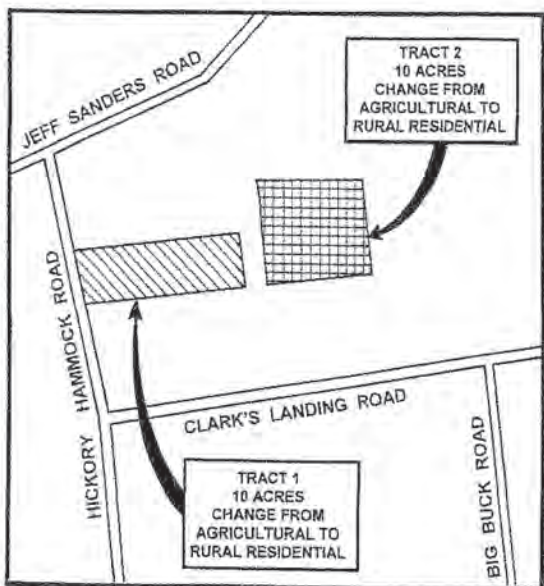 TRACT 2
10 ACRES
CHANGE FROM
AGRICULTURAL TO
RURAL RESIDENTIAL
JEFF SANDERS ROAD
HICKORY HAMMOCK ROAD
CLARK'S LANDING ROAD
BIG BUCK ROAD
TRACT 1
10 ACRES
CHANGE FROM
AGRICULTURAL TO
RURAL RESIDENTIAL